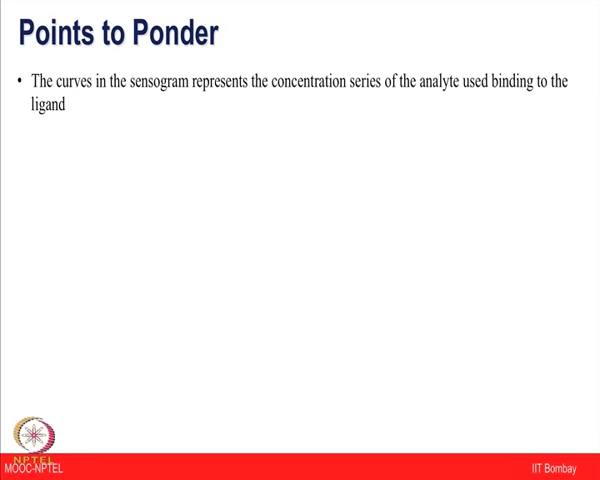 Points to Ponder
• The curves in the sensogram represents the concentration series of the analyte used binding to the
ligand
NPTEL
MOOC-NPTEL
IIT Bombay